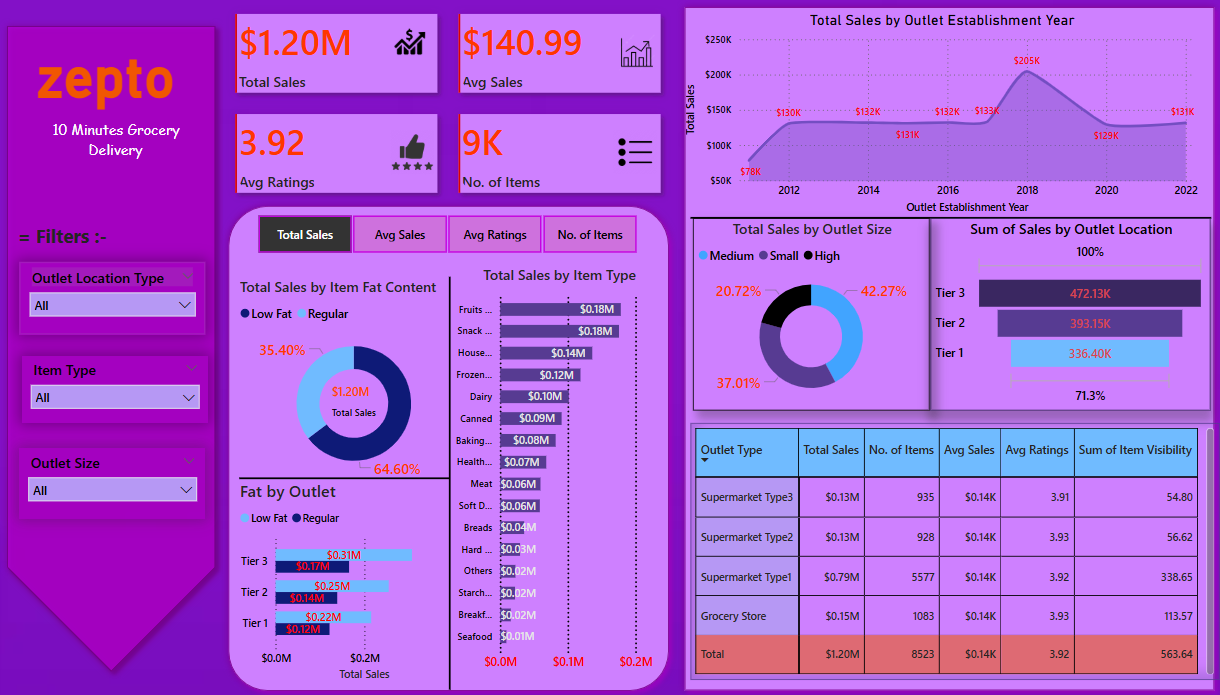 zepto
10 Minutes Grocery
Delivery
= Filters :-
Outlet Location Type
All
Item Type
All
Outlet Size
All
$1.20M
Total Sales
$140.99
Avg Sales
3.92
Avg Ratings
9K
No. of Items
Total Sales
Avg Sales
Avg Ratings
No. of Items
Total Sales by Item Fat Content
Low Fat Regular
35.40%
$1.20M
Total Sales
64.60%
Fat by Outlet
Low Fat Regular
Tier 3 $0.31M
$0.17M
Tier 2 $0.25M
$0.14M
Tier 1 $0.22M
$0.12M
$0.0M $0.2M
Total Sales
Total Sales by Item Type
Fruits ... $0.18M
Snack ... $0.18M
House... $0.14M
Frozen... $0.12M
Dairy $0.10M
Canned $0.09M
Baking... $0.08M
Health... $0.07M
Meat $0.06M
Soft D... $0.06M
Breads $0.04M
Hard ... $0.03M
Others $0.02M
Starch... $0.02M
Breakf... $0.02M
Seafood $0.01M
$0.0M $0.1M $0.2M
Total Sales by Outlet Establishment Year
Total Sales
$250K
$200K
$150K
$100K
$50K
$78K $130K $132K $131K $132K $133K $205K $129K $131K
2012 2014 2016 2018 2020 2022
Outlet Establishment Year
Total Sales by Outlet Size
Medium Small High
20.72%
42.27%
37.01%
Sum of Sales by Outlet Location
100%
Tier 3 472.13K
Tier 2 393.15K
Tier 1 336.40K
71.3%
Outlet Type Total Sales No. of Items Avg Sales Avg Ratings Sum of Item Visibility
Supermarket Type3 $0.13M 935 $0.14K 3.91 54.80
Supermarket Type2 $0.13M 928 $0.14K 3.93 56.62
Supermarket Type1 $0.79M 5577 $0.14K 3.92 338.65
Grocery Store $0.15M 1083 $0.14K 3.93 113.57
Total $1.20M 8523 $0.14K 3.92 563.64